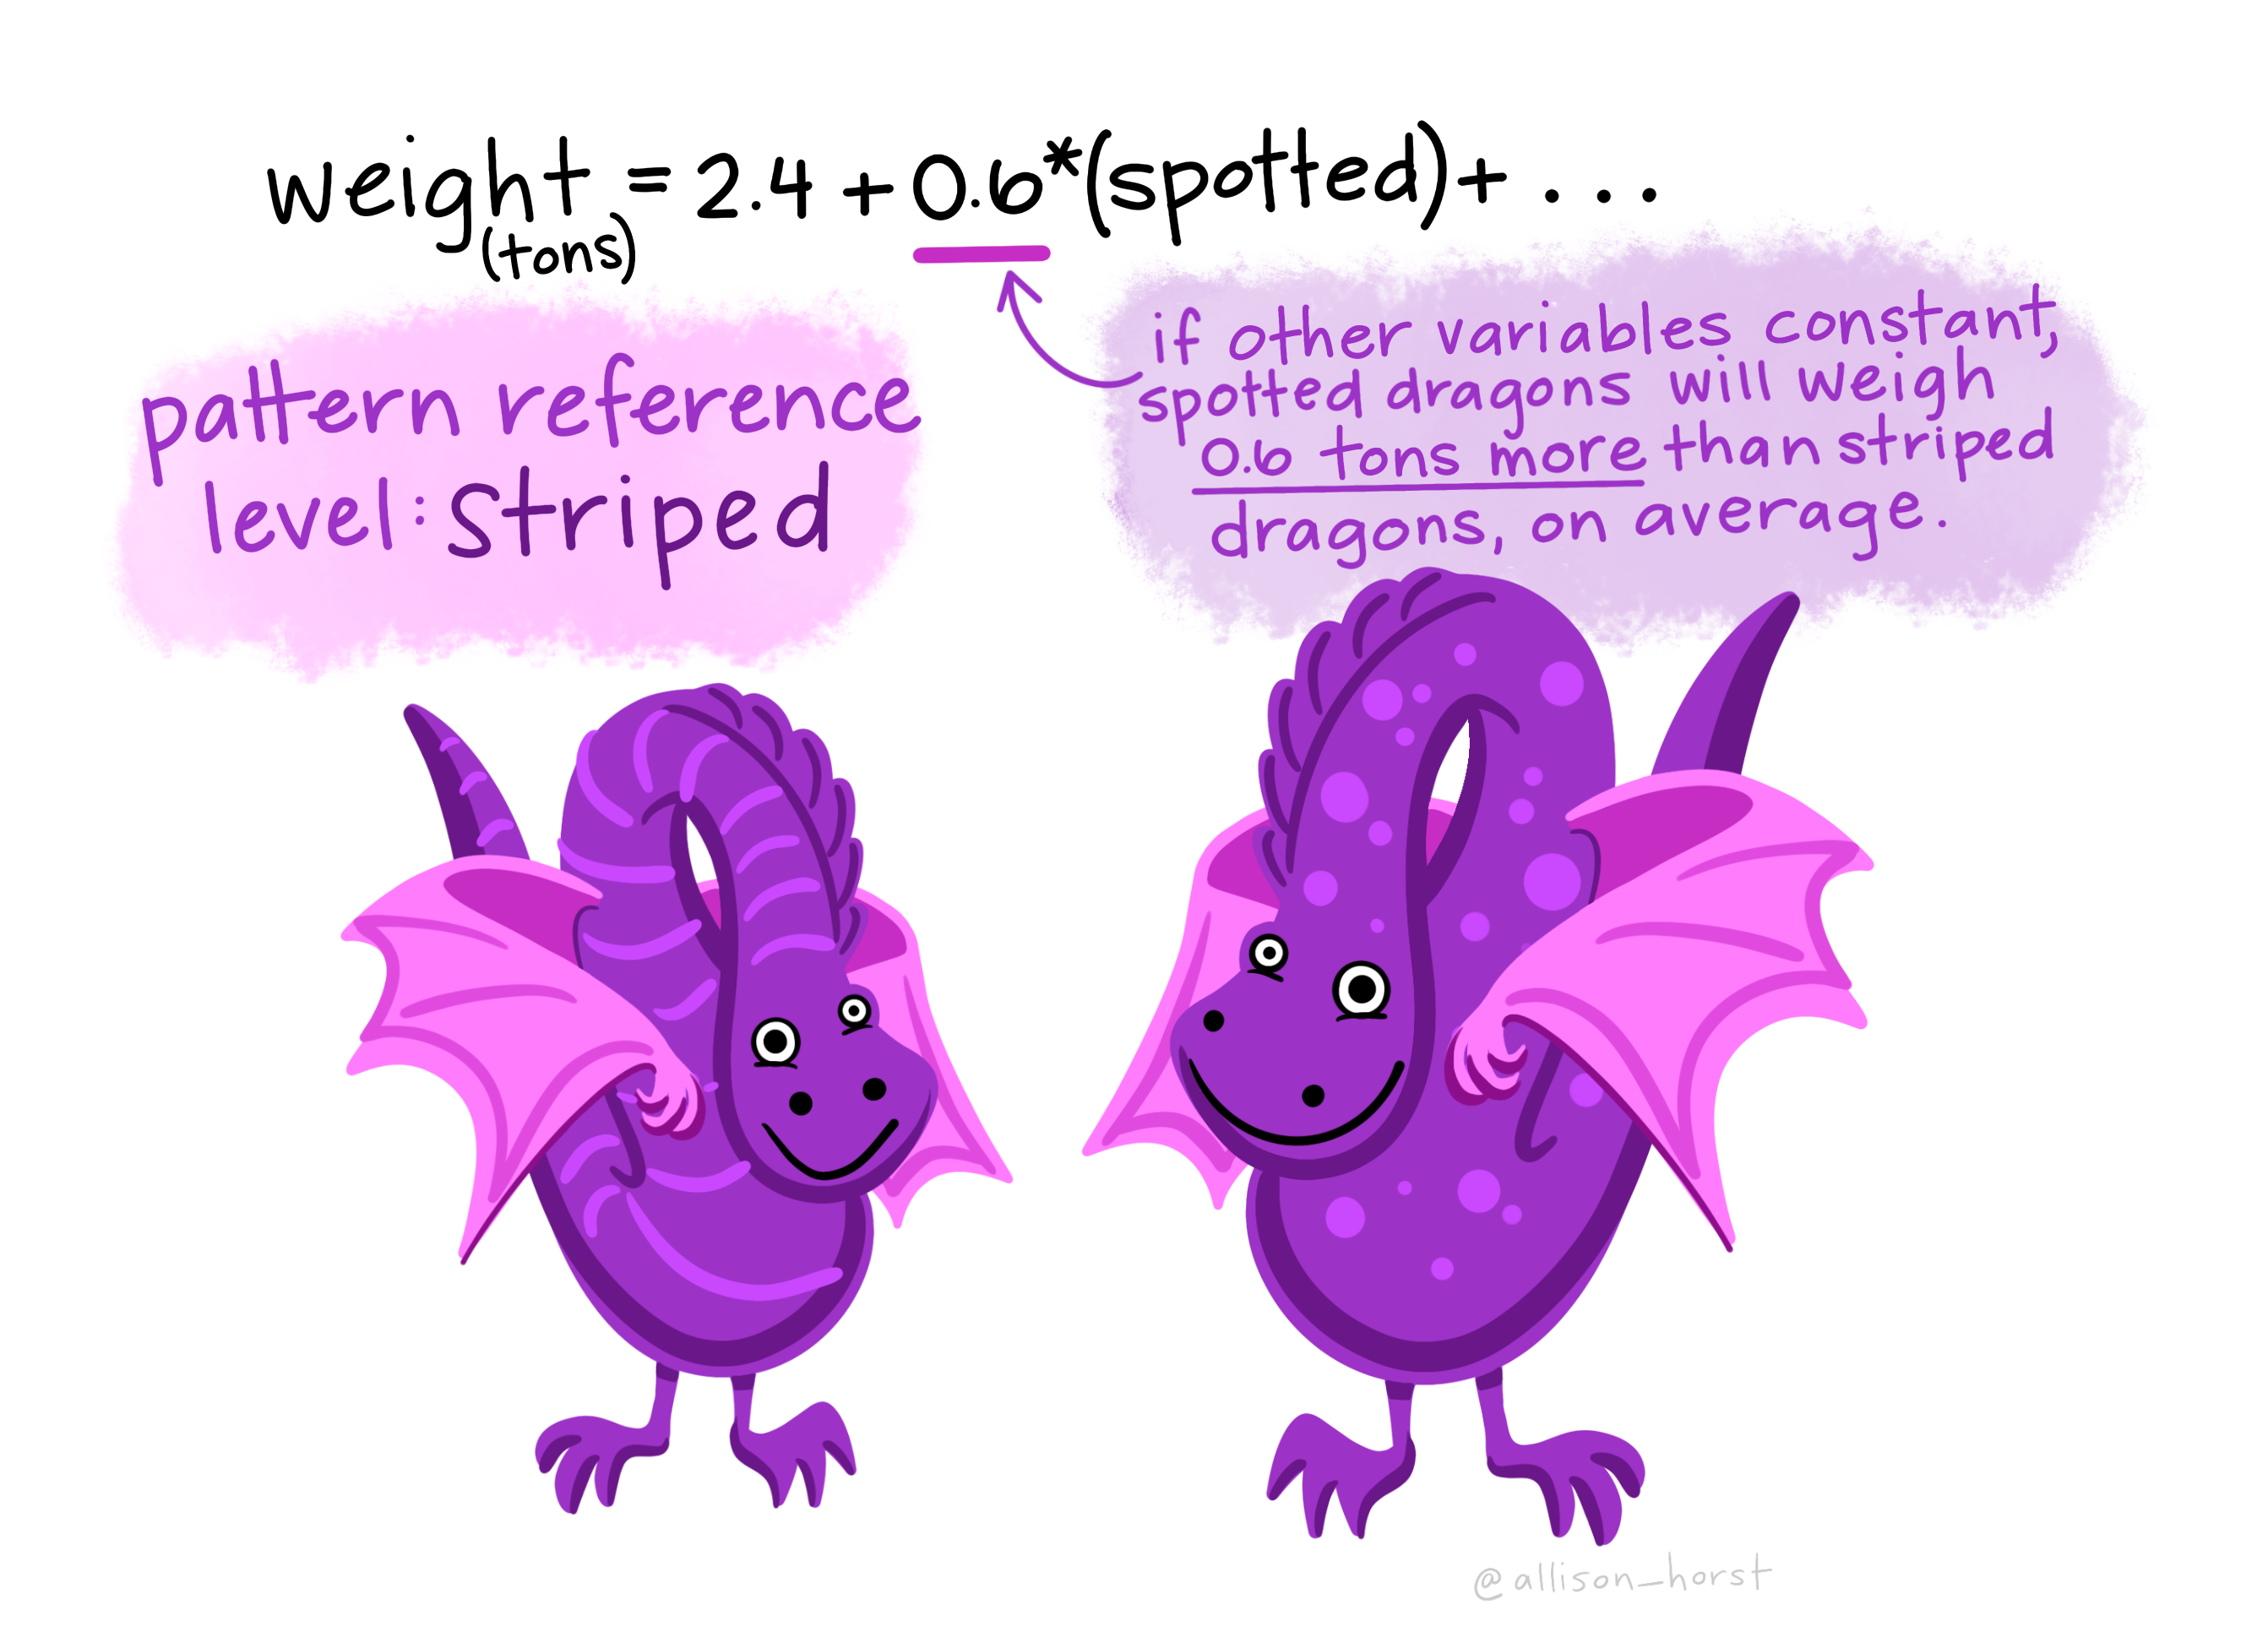 weight = 2.4 + 0.6*(spotted) + ...
(tons)
pattern reference
level: striped
if other variables constant,
spotted dragons will weigh
0.6 tons more than striped
dragons, on average.
@allison_horst